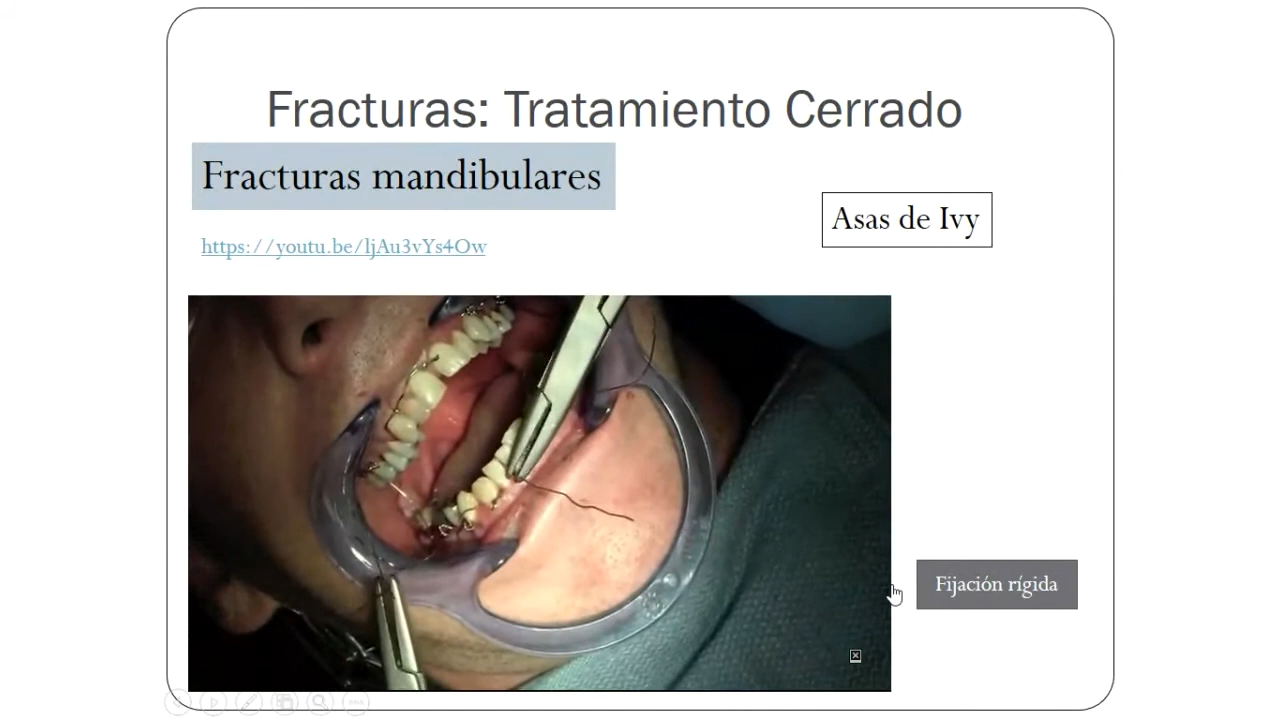 Fracturas: Tratamiento Cerrado
Fracturas mandibulares
Asas de Ivy
https://youtu.be/ljAu3vYs4Ow
Fijación rígida